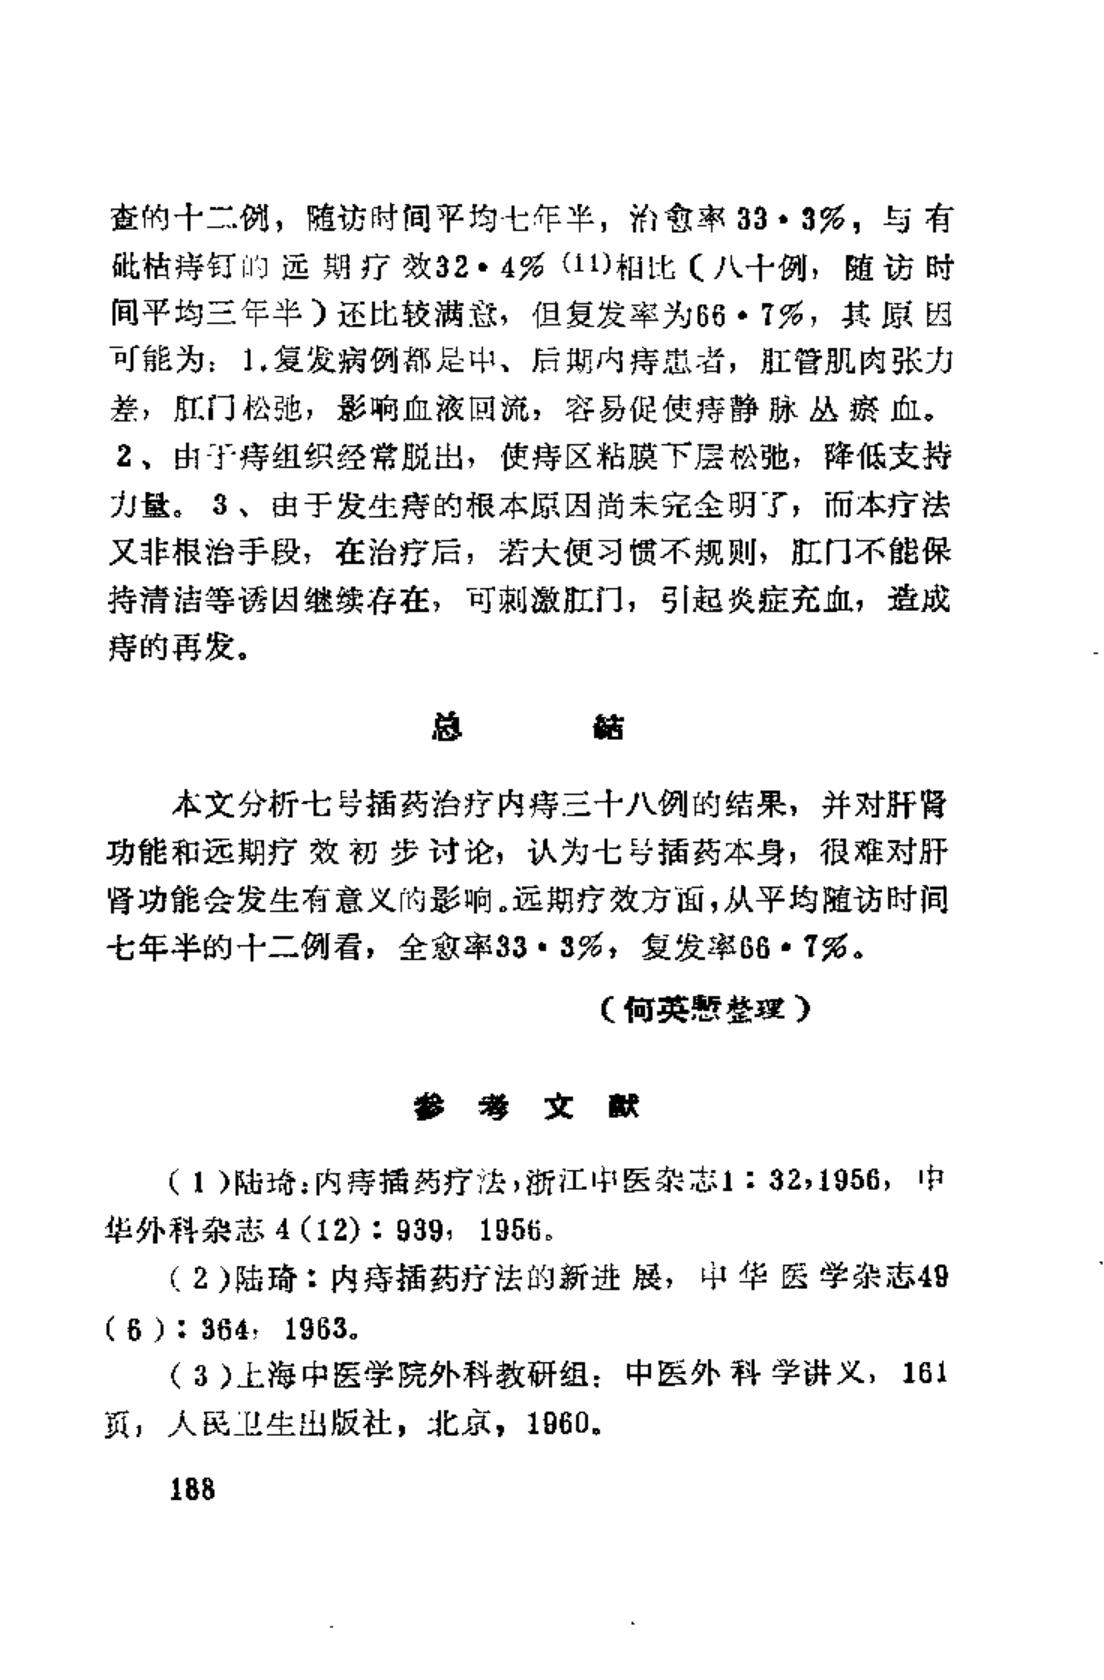 查的十二例，随访时间平均七年半，治愈率33·3%，与有
砒枯痔钉的远期疗效32·4%(11)相比（八十例，随访时
间平均三年半）还比较满意，但复发率为66·7%，其原因
可能为：1.复发病例都是中、后期内痔患者，肛管肌肉张力
差，肛门松弛，影响血液回流，容易促使痔静脉丛瘀血。
2、由于痔组织经常脱出，使痔区粘膜下层松弛，降低支持
力量。3、由于发生痔的根本原因尚未完全明了，而本疗法
又非根治手段，在治疗后，若大便习惯不规则，肛门不能保
持清洁等诱因继续存在，可刺激肛门，引起炎症充血，造成
痔的再发。
总 結
本文分析七号插药治疗内痔三十八例的结果，并对肝肾
功能和远期疗效初步讨论，认为七号插药本身，很难对肝
肾功能会发生有意义的影响。远期疗效方面，从平均随访时间
七年半的十二例看，全愈率33·3%，复发率66·7%。
（何英慙整理）
参 考 文 献
（1）陆琦：内痔插药疗法，浙江中医杂志1：32，1956，中
华外科杂志4(12)：939，1956。
（2）陆琦：内痔插药疗法的新进展，中华医学杂志49
(6)：364，1963。
（3）上海中医学院外科教研组：中医外科学讲义，161
页，人民卫生出版社，北京，1960。
188